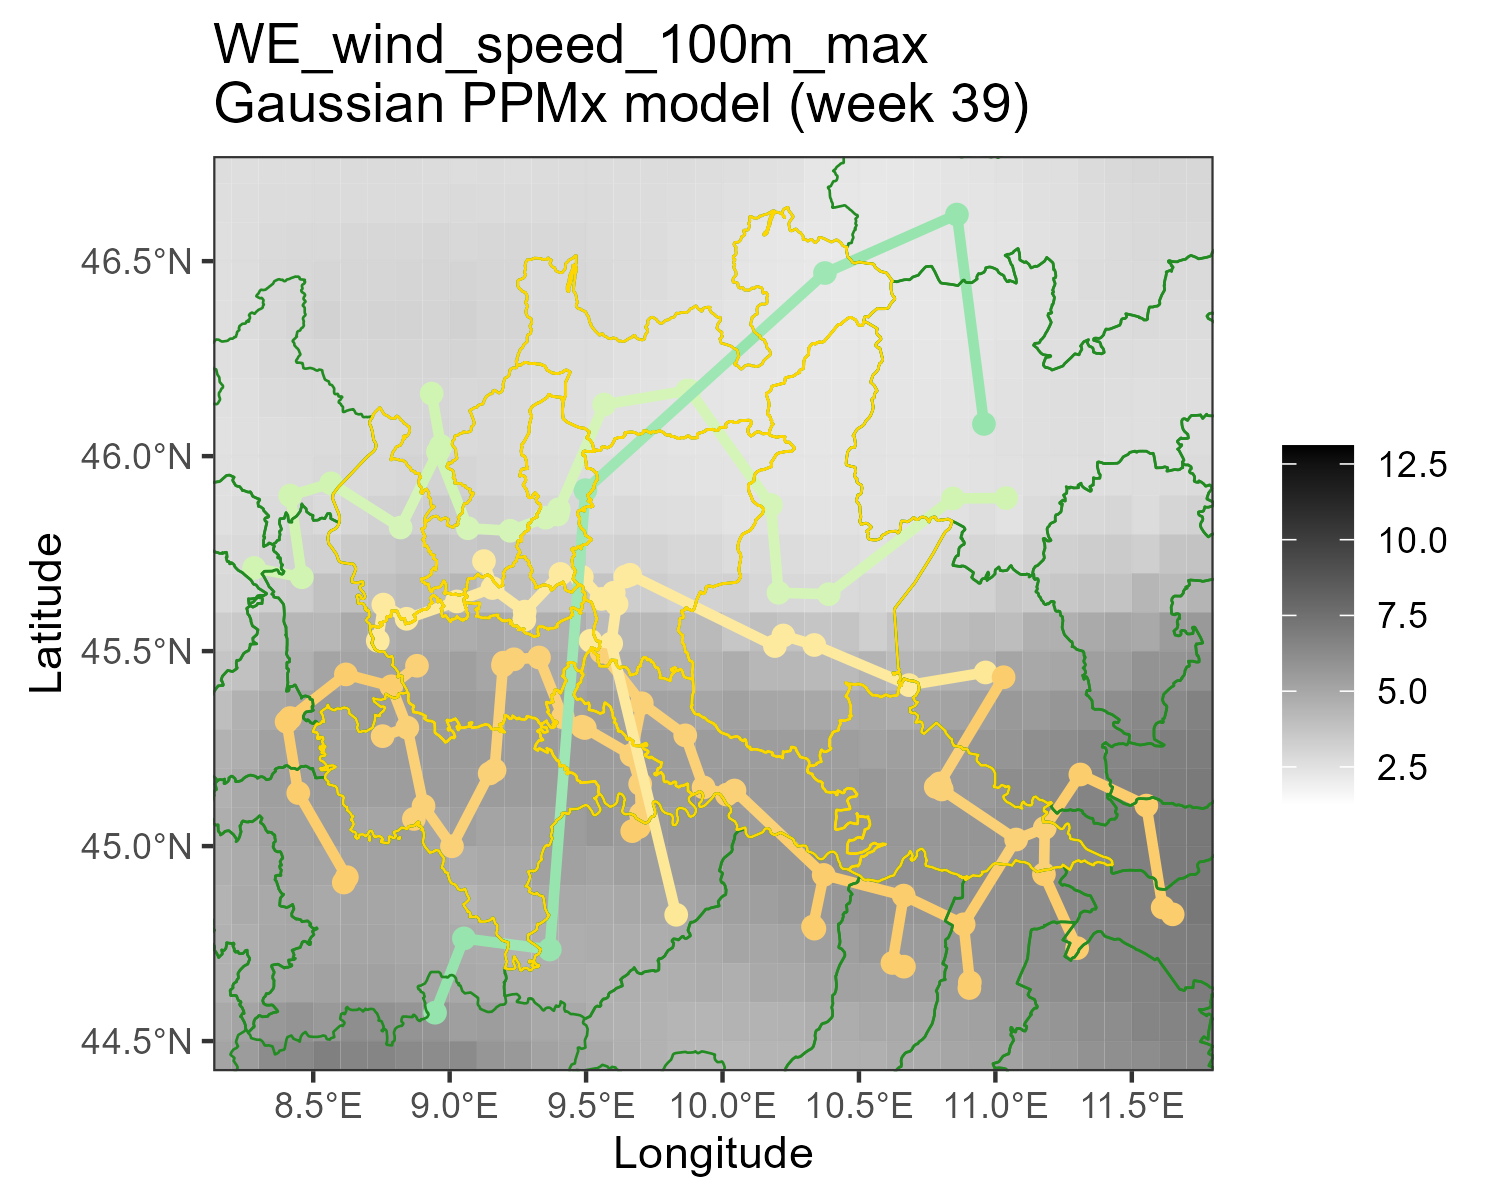 WE_wind_speed_100m_max
Gaussian PPMx model (week 39)
46.5°N
46.0°N
45.5°N
45.0°N
44.5°N
Latitude
8.5°E 9.0°E 9.5°E 10.0°E 10.5°E 11.0°E 11.5°E
Longitude
12.5
10.0
7.5
5.0
2.5